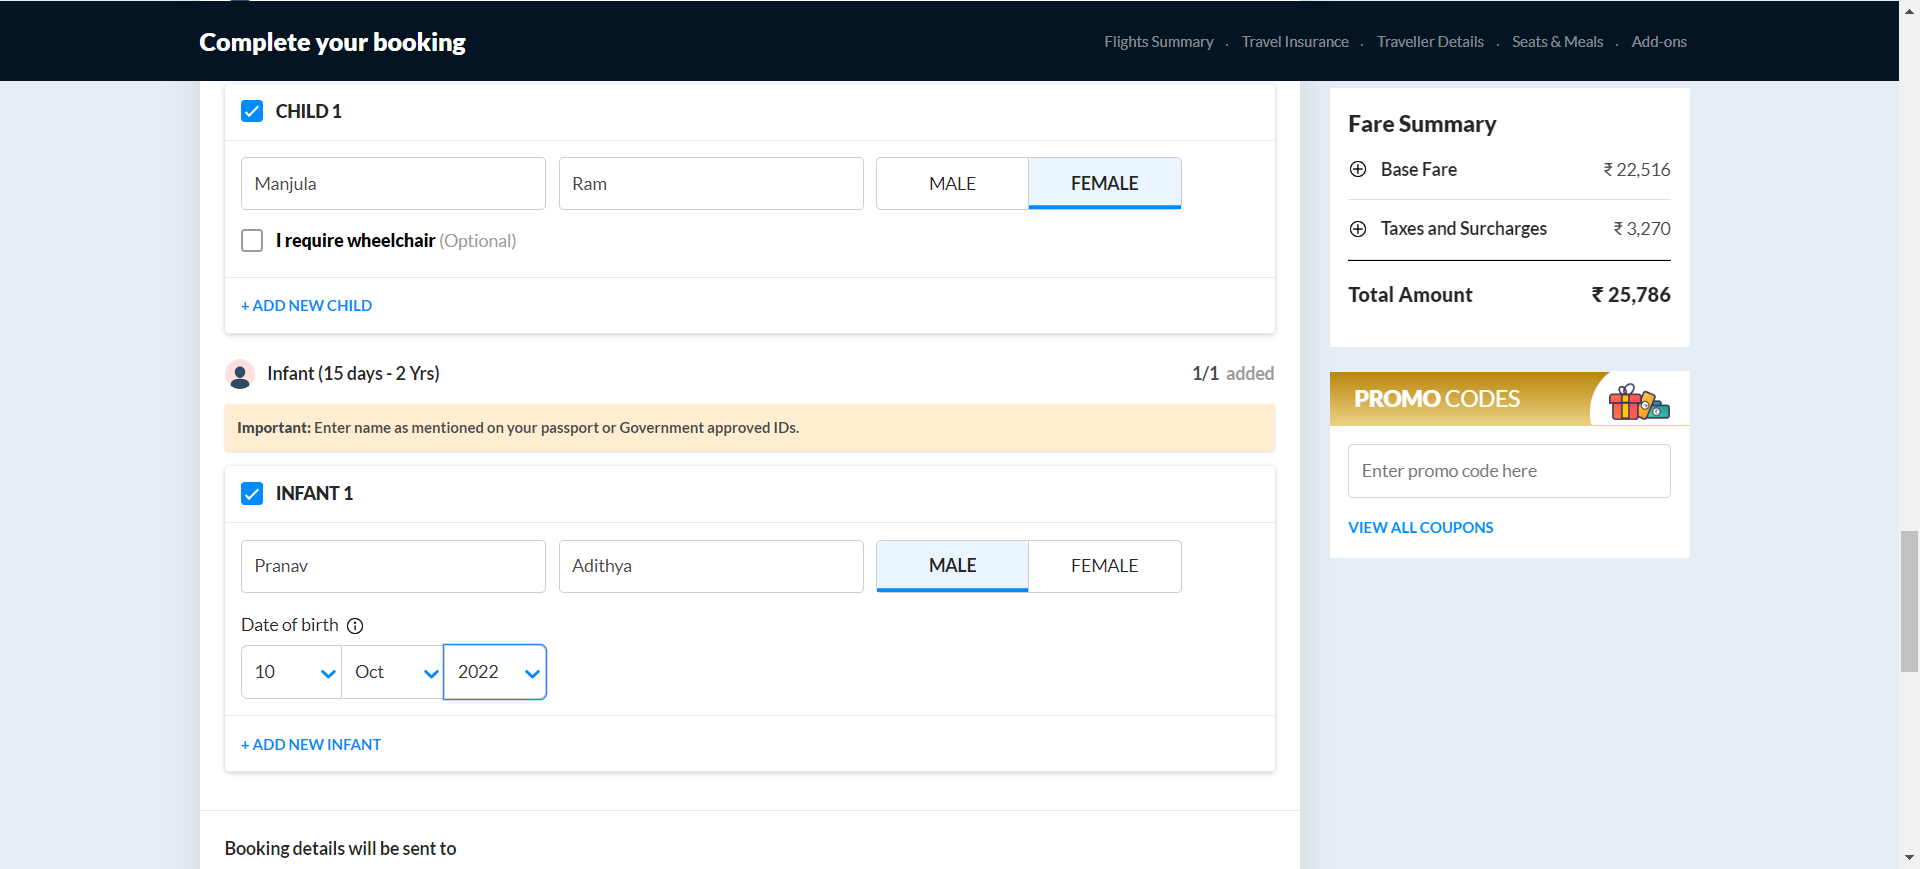 Complete your booking
Flights Summary . Travel Insurance . Traveller Details . Seats & Meals . Add-ons
CHILD 1
Manjula Ram MALE FEMALE
I require wheelchair (Optional)
+ ADD NEW CHILD
Infant (15 days - 2 Yrs) 1/1 added
Important: Enter name as mentioned on your passport or Government approved IDs.
INFANT 1
Pranav Adithya MALE FEMALE
Date of birth
10 Oct 2022
+ ADD NEW INFANT
Booking details will be sent to
Fare Summary
Base Fare ₹ 22,516
Taxes and Surcharges ₹ 3,270
Total Amount ₹ 25,786
PROMO CODES
Enter promo code here
VIEW ALL COUPONS